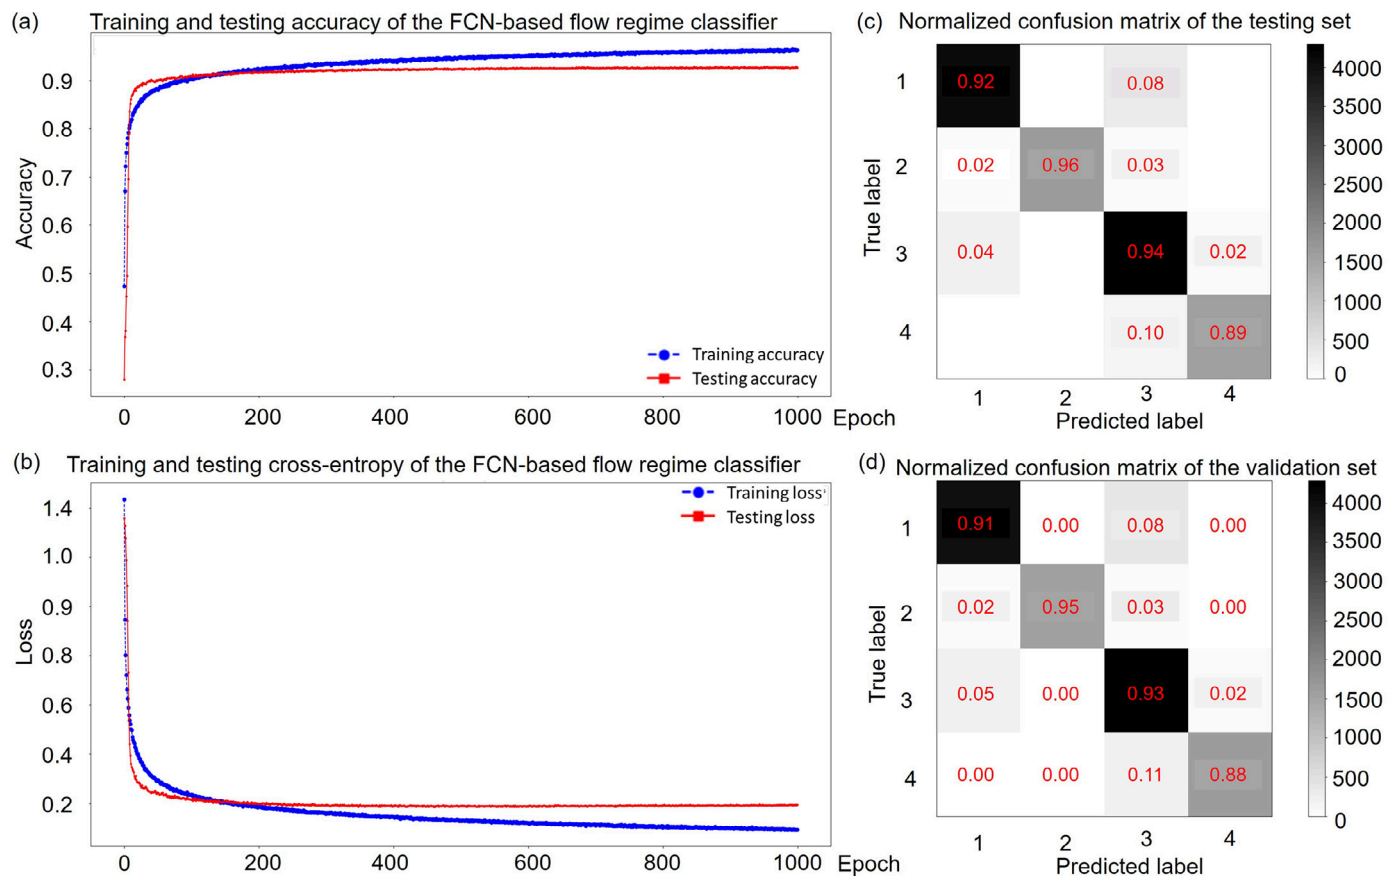 (a) Training and testing accuracy of the FCN-based flow regime classifier
0.9
0.8
0.7
0.6
0.5
0.4
0.3
Accuracy
Training accuracy
Testing accuracy
0 200 400 600 800 1000 Epoch
(b) Training and testing cross-entropy of the FCN-based flow regime classifier
1.4
1.0
0.8
0.6
0.4
0.2
Loss
Training loss
Testing loss
0 200 400 600 800 1000 Epoch
(c) Normalized confusion matrix of the testing set
True label
1 0.92 0.08
2 0.02 0.96 0.03
3 0.04 0.94 0.02
4 0.10 0.89
1 2 3 4
Predicted label
4000
3500
3000
2500
2000
1500
1000
500
0
(d) Normalized confusion matrix of the validation set
True label
1 0.91 0.00 0.08 0.00
2 0.02 0.95 0.03 0.00
3 0.05 0.00 0.93 0.02
4 0.00 0.00 0.11 0.88
1 2 3 4
Predicted label
4000
3500
3000
2500
2000
1500
1000
500
0